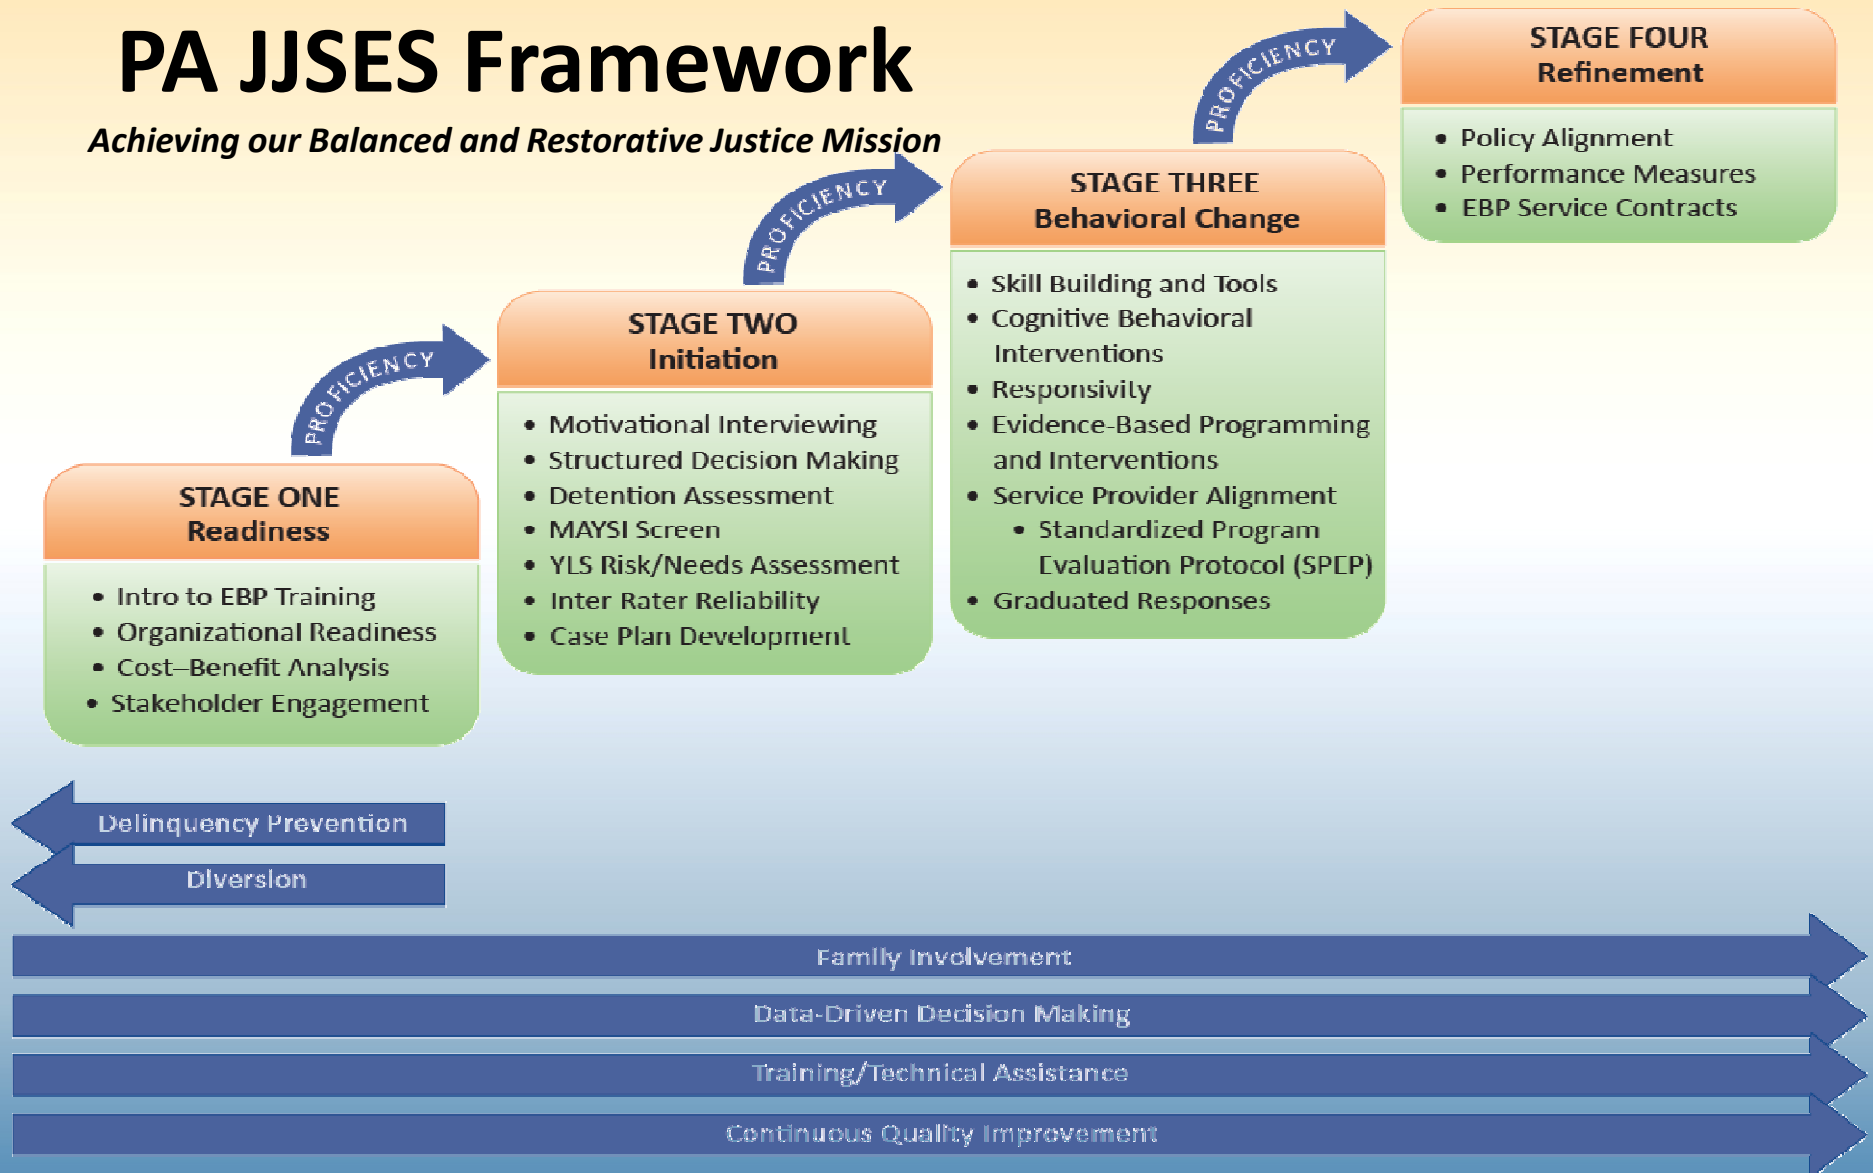 PA JJSES Framework
Achieving our Balanced and Restorative Justice Mission
STAGE ONE
Readiness
• Intro to EBP Training
• Organizational Readiness
• Cost–Benefit Analysis
• Stakeholder Engagement
PROFICIENCY
STAGE TWO
Initiation
• Motivational Interviewing
• Structured Decision Making
• Detention Assessment
• MAYSI Screen
• YLS Risk/Needs Assessment
• Inter Rater Reliability
• Case Plan Development
PROFICIENCY
STAGE THREE
Behavioral Change
• Skill Building and Tools
• Cognitive Behavioral
Interventions
• Responsivity
• Evidence-Based Programming
and Interventions
• Service Provider Alignment
• Standardized Program
Evaluation Protocol (SPEP)
• Graduated Responses
PROFICIENCY
STAGE FOUR
Refinement
• Policy Alignment
• Performance Measures
• EBP Service Contracts
Delinquency Prevention
Diversion
Family Involvement
Data-Driven Decision Making
Training/Technical Assistance
Continuous Quality Improvement